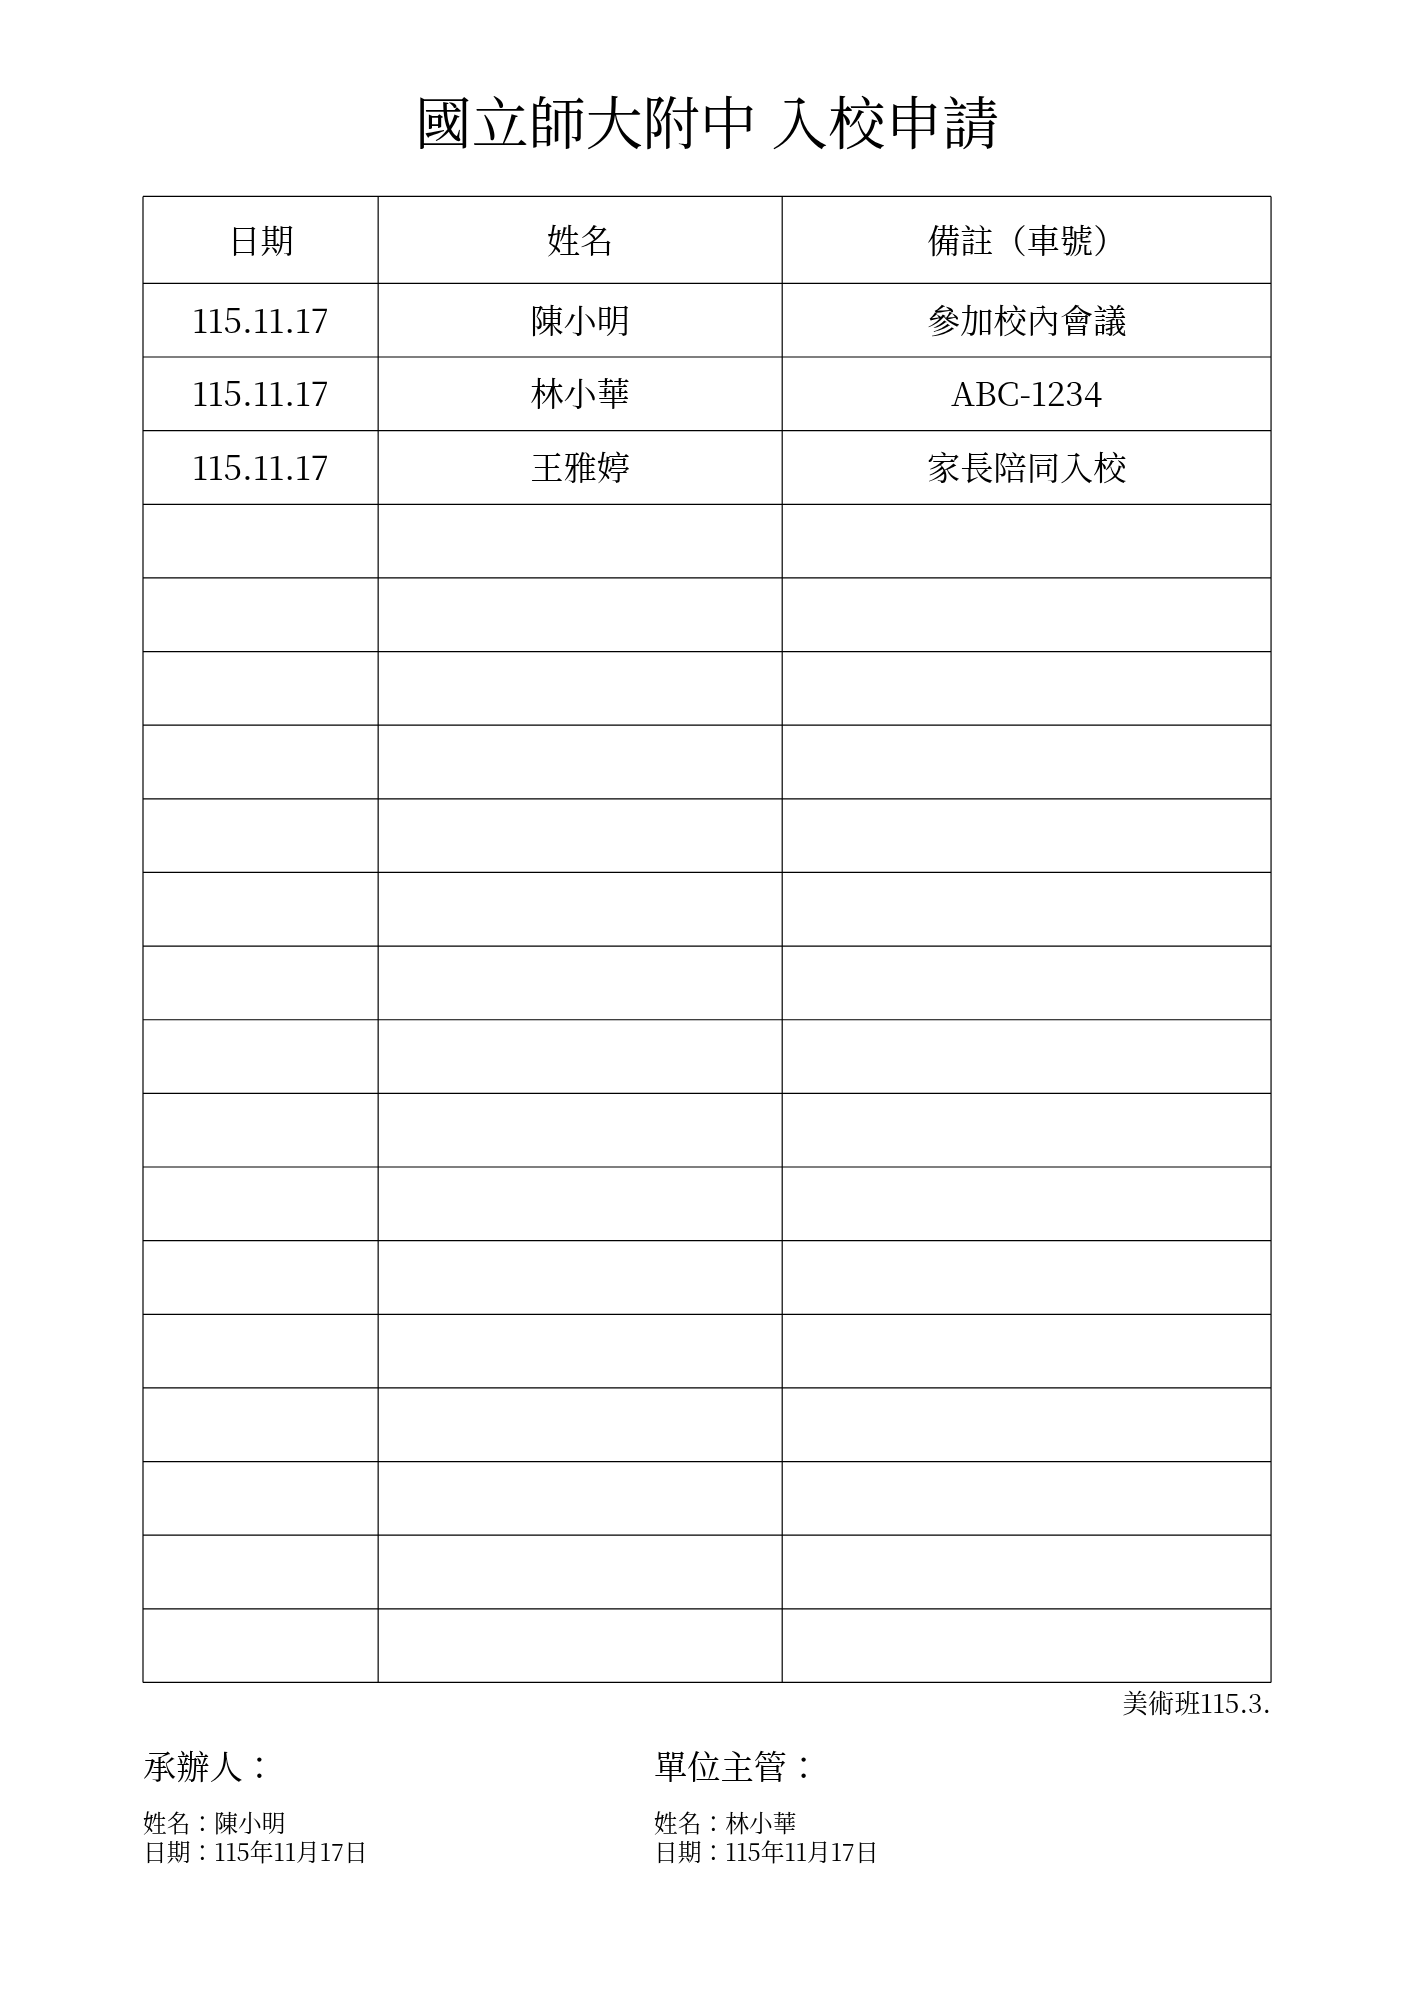 國立師大附中 入校申請
日期 姓名 備註（車號）
115.11.17 陳小明 參加校內會議
115.11.17 林小華 ABC-1234
115.11.17 王雅婷 家長陪同入校
美術班115.3.
承辦人： 單位主管：
姓名：陳小明 姓名：林小華
日期：115年11月17日 日期：115年11月17日